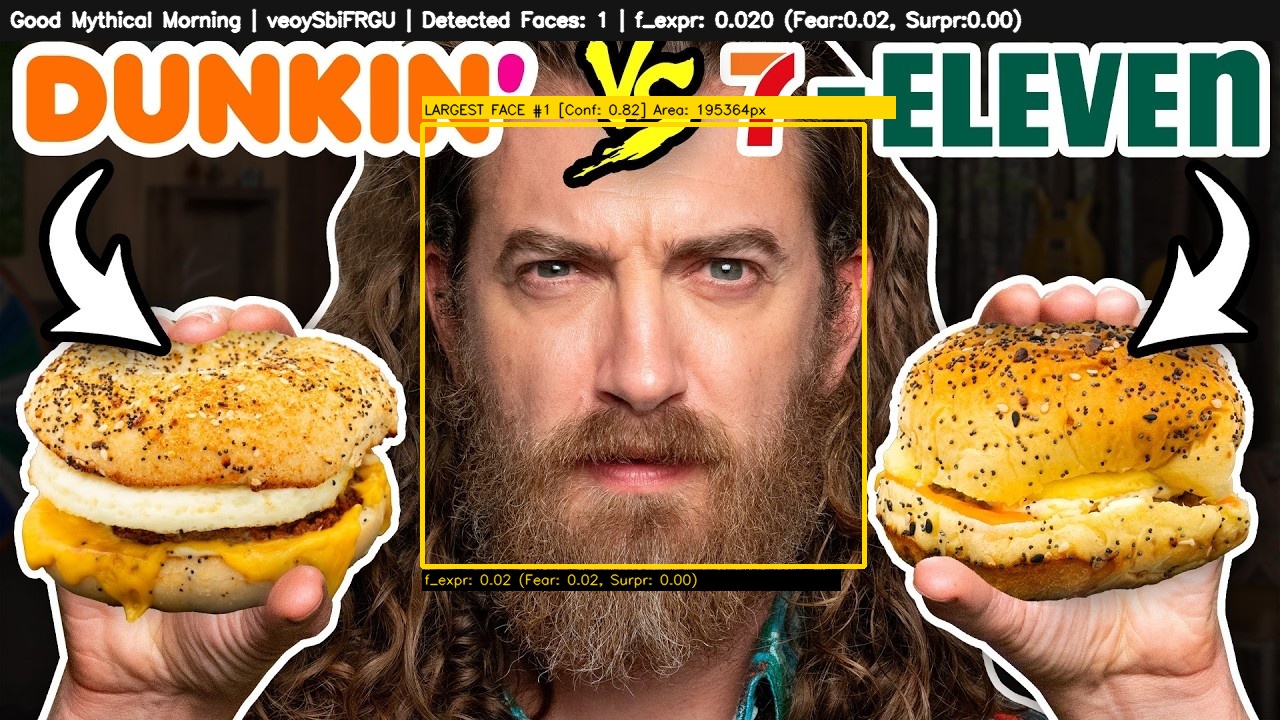 Good Mythical Morning | veoySbiFRGU | Detected Faces: 1 | f_expr: 0.020 (Fear:0.02, Surpr:0.00)
DUNKIN' VS 7-ELEVEn
LARGEST FACE #1 [Conf: 0.82] Area: 195364px
f_expr: 0.02 (Fear: 0.02, Surpr: 0.00)